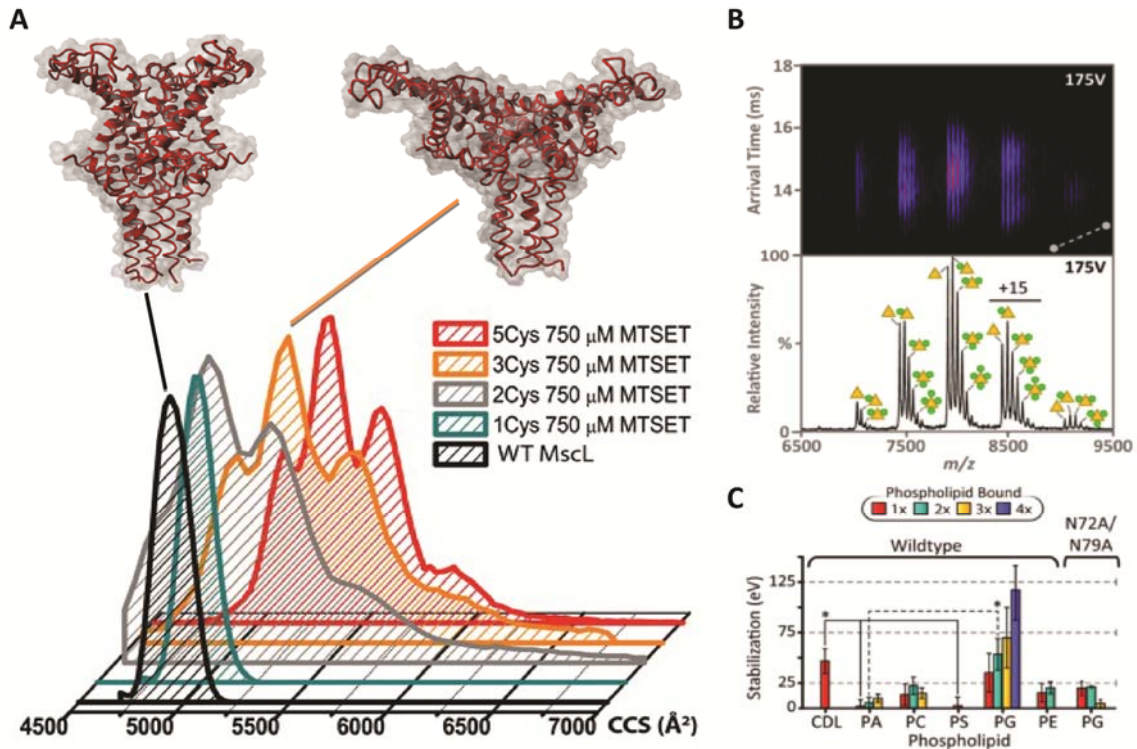 A
5Cys 750 μM MTSET
3Cys 750 μM MTSET
2Cys 750 μM MTSET
1Cys 750 μM MTSET
WT MscL
4500 5000 5500 6000 6500 7000 CCS (Å²)
B
Arrival Time (ms)
18
16
14
175V
Relative Intensity
100
%
0
175V
+15
6500 7500 8500 9500
m/z
C
Phospholipid Bound
1x 2x 3x 4x
Wildtype
N72A/
N79A
Stabilization (eV)
125
75
25
0
*
*
CDL PA PC PS PG PE PG
Phospholipid